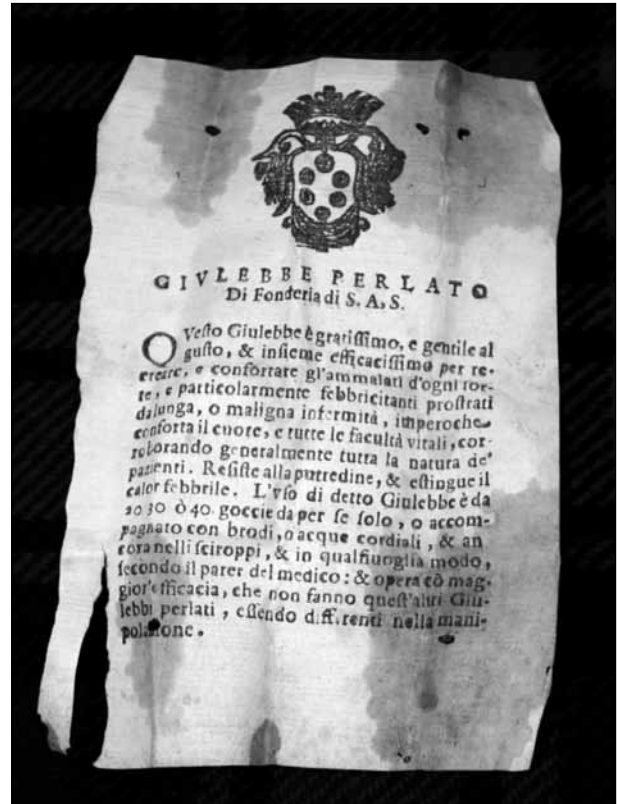 GIVLEBBE PERLATO
Di Fonderia di S. A. S.
QVeſto Giulebbe è gratiſſimo, e gentile al
guſto, & inſieme efficaciſſimo per re-
creare, e confortare gl'ammalati d'ogni ſor-
te, e particolarmente febbricitanti proſtrati
da lunga, o maligna infermità, imperoche
conforta il cuore, e tutte le facultà vitali, cor-
roborando generalmente tutta la natura de'
pazienti. Reſiſte alla putredine, & eſtingue il
calor febbrile. L'vſo di detto Giulebbe è da
20 30 ò 40. goccie da per ſe ſolo, o accom-
pagnato con brodi, o acque cordiali, & an
cora nelli ſciroppi, & in qualſiuoglia modo,
ſecondo il parer del medico: & opera cō mag-
gior'efficacia, che non fanno queſt'altri Giu-
lebbi perlati, eſſendo differenti nella mani-
polazione.